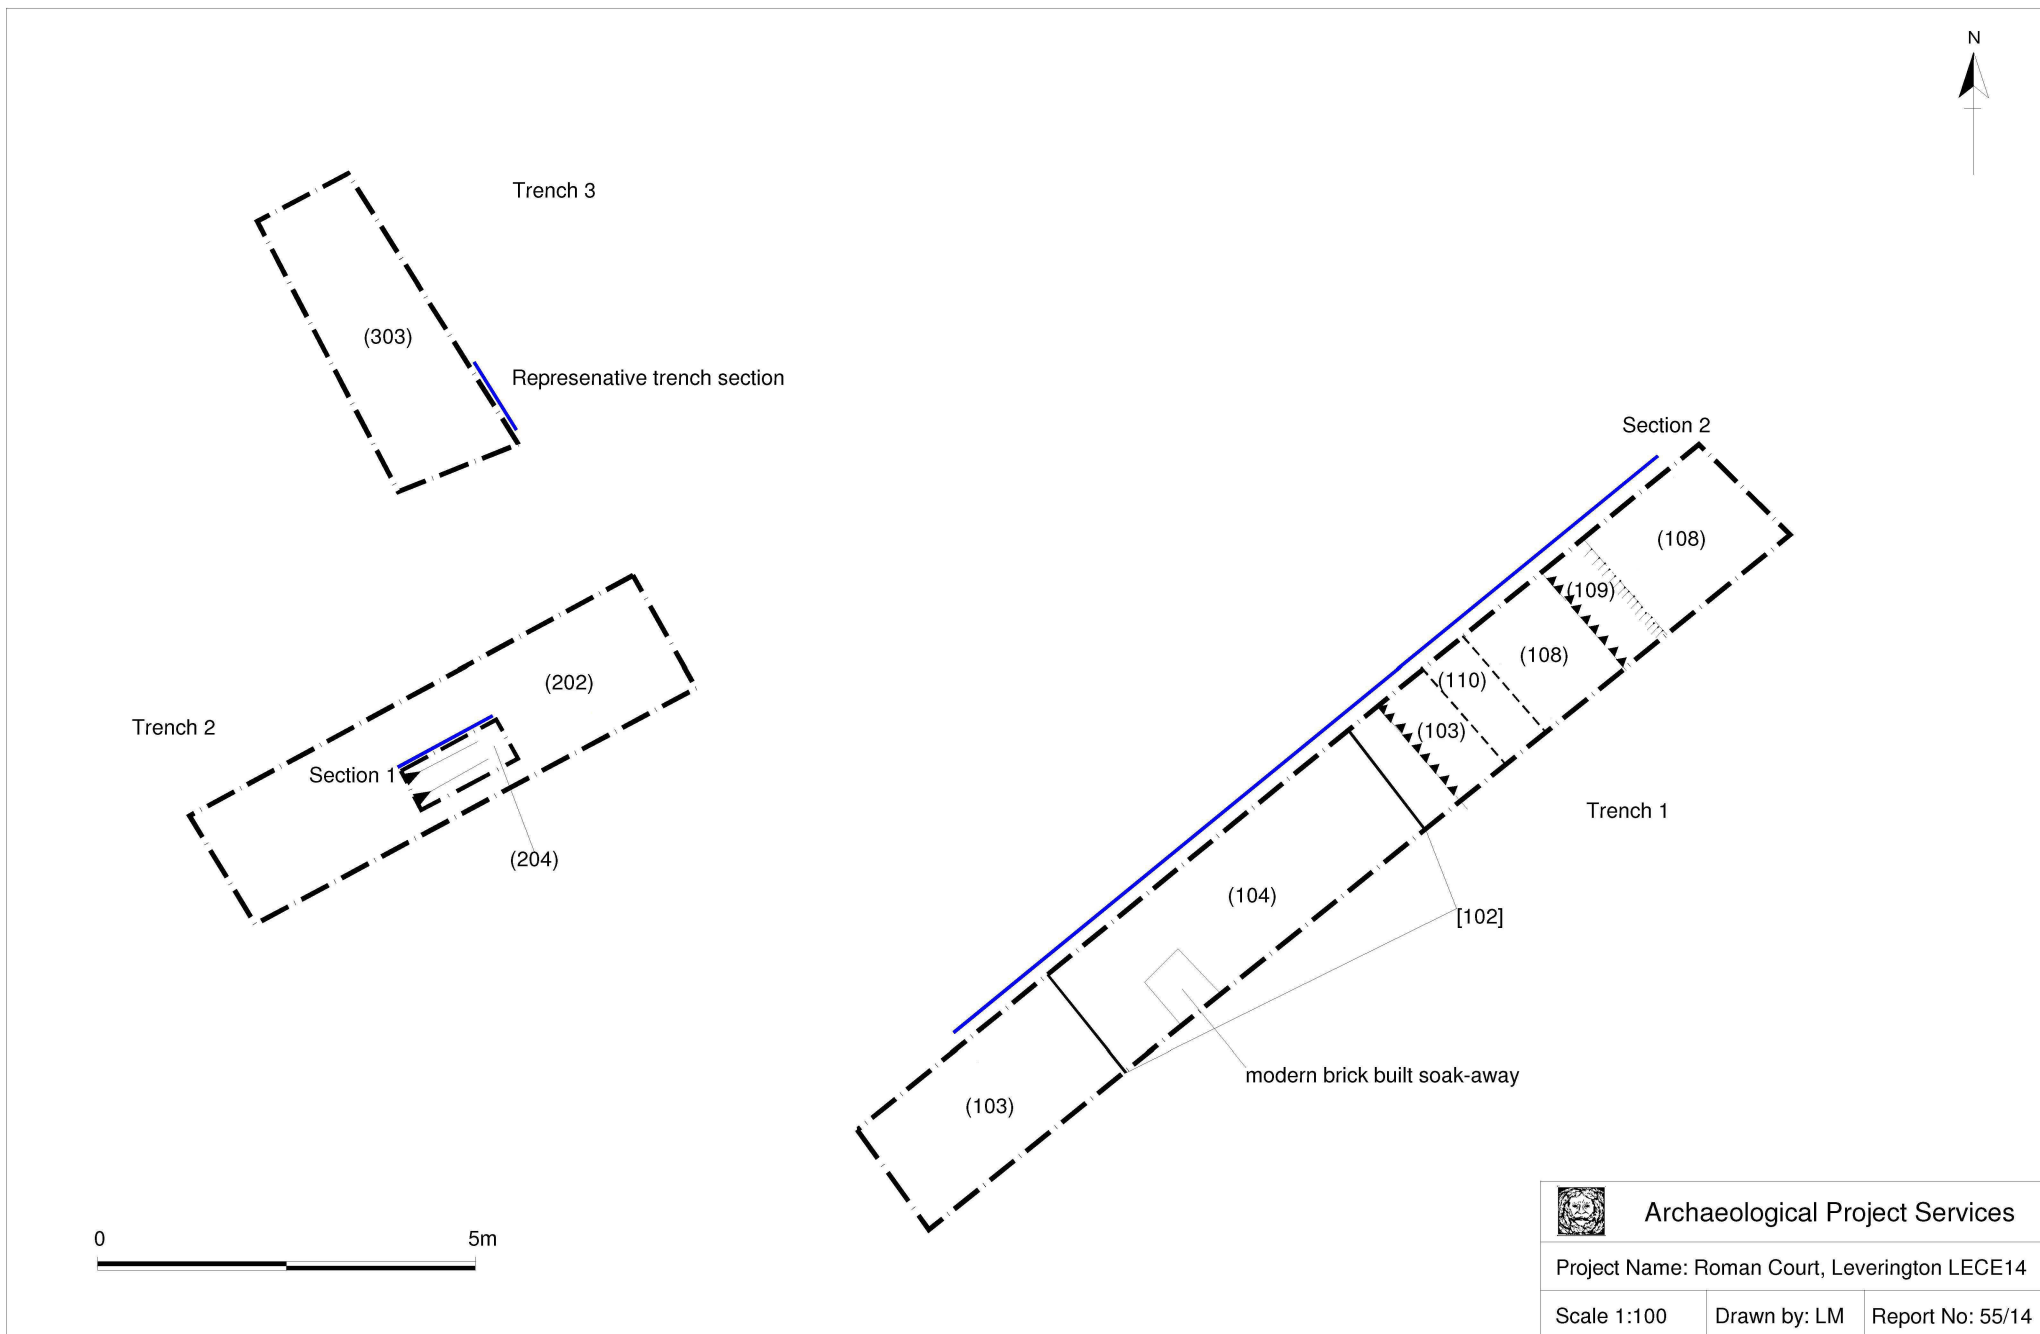 N
Trench 3
(303)
Represenative trench section
Section 2
(108)
(109)
(108)
(110)
(103)
(202)
Trench 2
Section 1
(204)
Trench 1
(104)
[102]
modern brick built soak-away
(103)
0 5m
Archaeological Project Services
Project Name: Roman Court, Leverington LECE14
Scale 1:100 Drawn by: LM Report No: 55/14